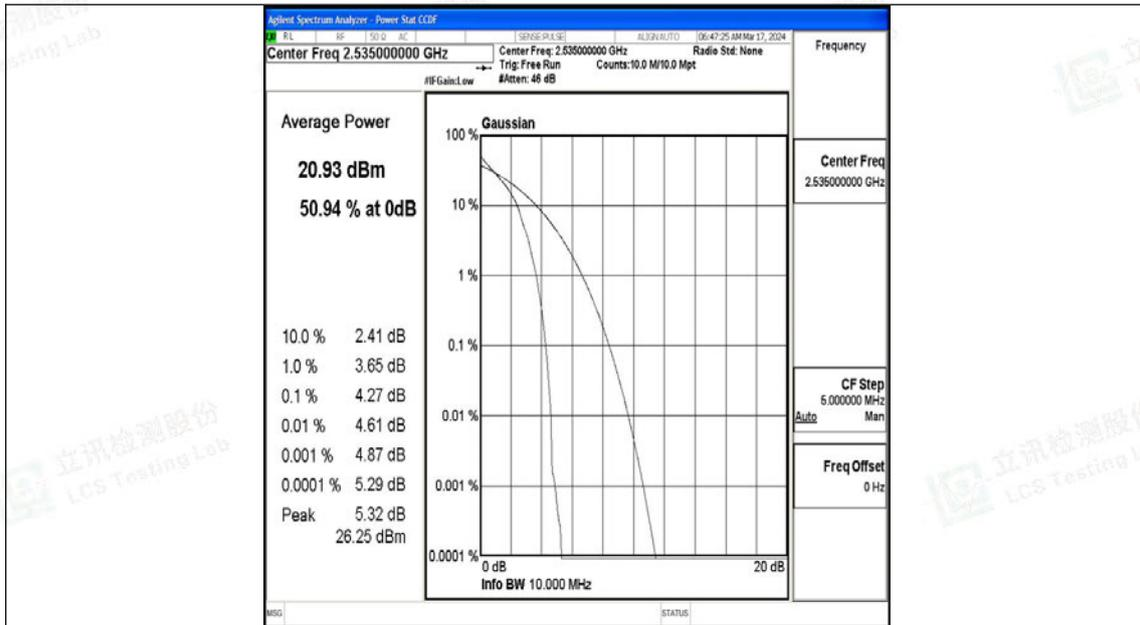 Agilent Spectrum Analyzer - Power Stat CCDF
RL RF 50 Ω AC SENSE:PULSE ALIGNAUTO 06:47:25 AM Mar 17, 2024
Center Freq 2.535000000 GHz
Center Freq: 2.535000000 GHz Radio Std: None
Trig: Free Run Counts:10.0 M/10.0 Mpt
#IFGain:Low #Atten: 46 dB
Frequency
Average Power
20.93 dBm
50.94 % at 0dB
10.0 % 2.41 dB
1.0 % 3.65 dB
0.1 % 4.27 dB
0.01 % 4.61 dB
0.001 % 4.87 dB
0.0001 % 5.29 dB
Peak 5.32 dB
26.25 dBm
Gaussian
100 %
10 %
1 %
0.1 %
0.01 %
0.001 %
0.0001 %
0 dB 20 dB
Info BW 10.000 MHz
Center Freq
2.535000000 GHz
CF Step
5.000000 MHz
Auto Man
Freq Offset
0 Hz
MSG STATUS
立讯检测股份
LCS Testing Lab
立讯检测股份
LCS Testing